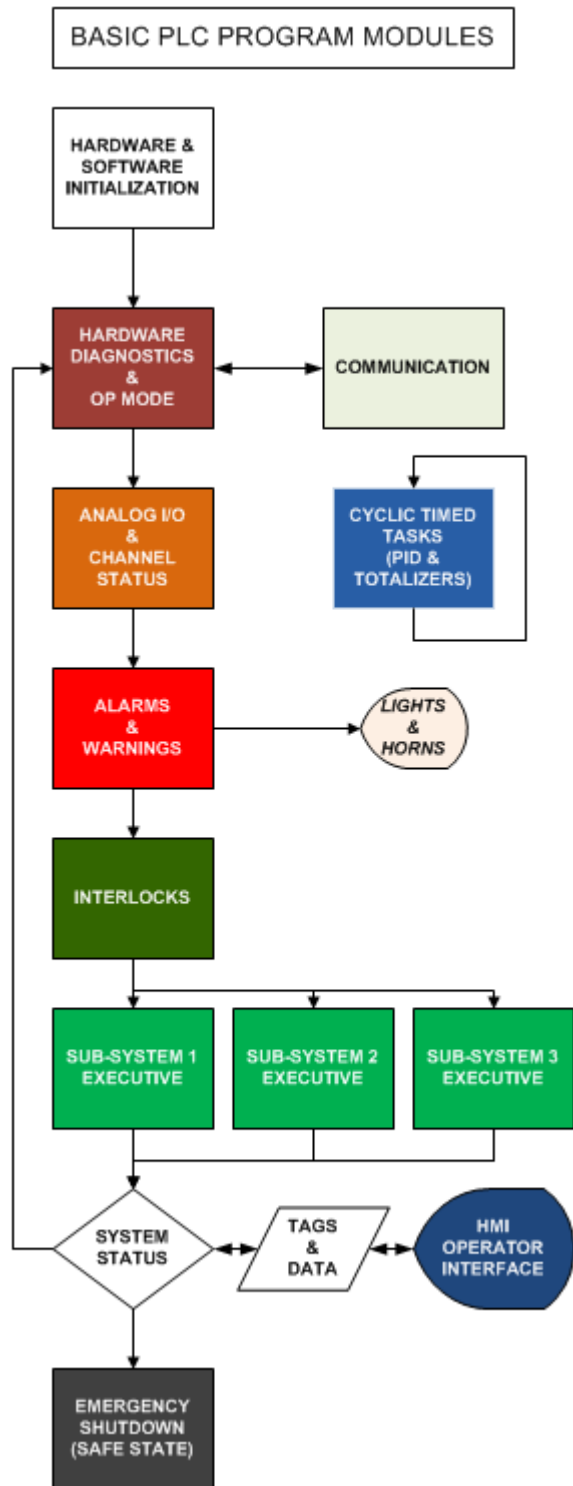 BASIC PLC PROGRAM MODULES
HARDWARE &
SOFTWARE
INITIALIZATION
HARDWARE
DIAGNOSTICS
&
OP MODE
COMMUNICATION
ANALOG I/O
&
CHANNEL
STATUS
CYCLIC TIMED
TASKS
(PID &
TOTALIZERS)
ALARMS
&
WARNINGS
LIGHTS
&
HORNS
INTERLOCKS
SUB-SYSTEM 1
EXECUTIVE
SUB-SYSTEM 2
EXECUTIVE
SUB-SYSTEM 3
EXECUTIVE
SYSTEM
STATUS
TAGS
&
DATA
HMI
OPERATOR
INTERFACE
EMERGENCY
SHUTDOWN
(SAFE STATE)